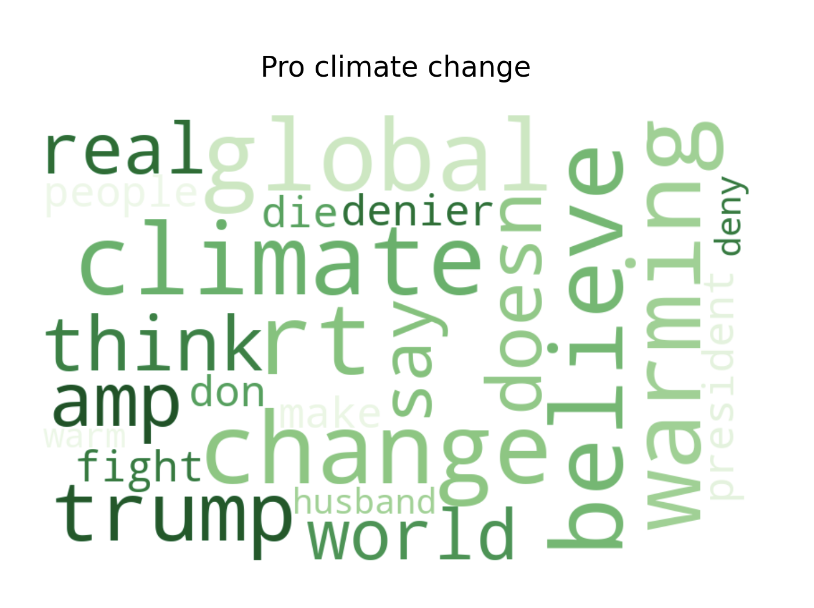 Pro climate change
real
global
people
die
denier
climate
think
rt
say
doesn
believe
warming
deny
president
amp
don
make
warm
change
fight
trump
husband
world